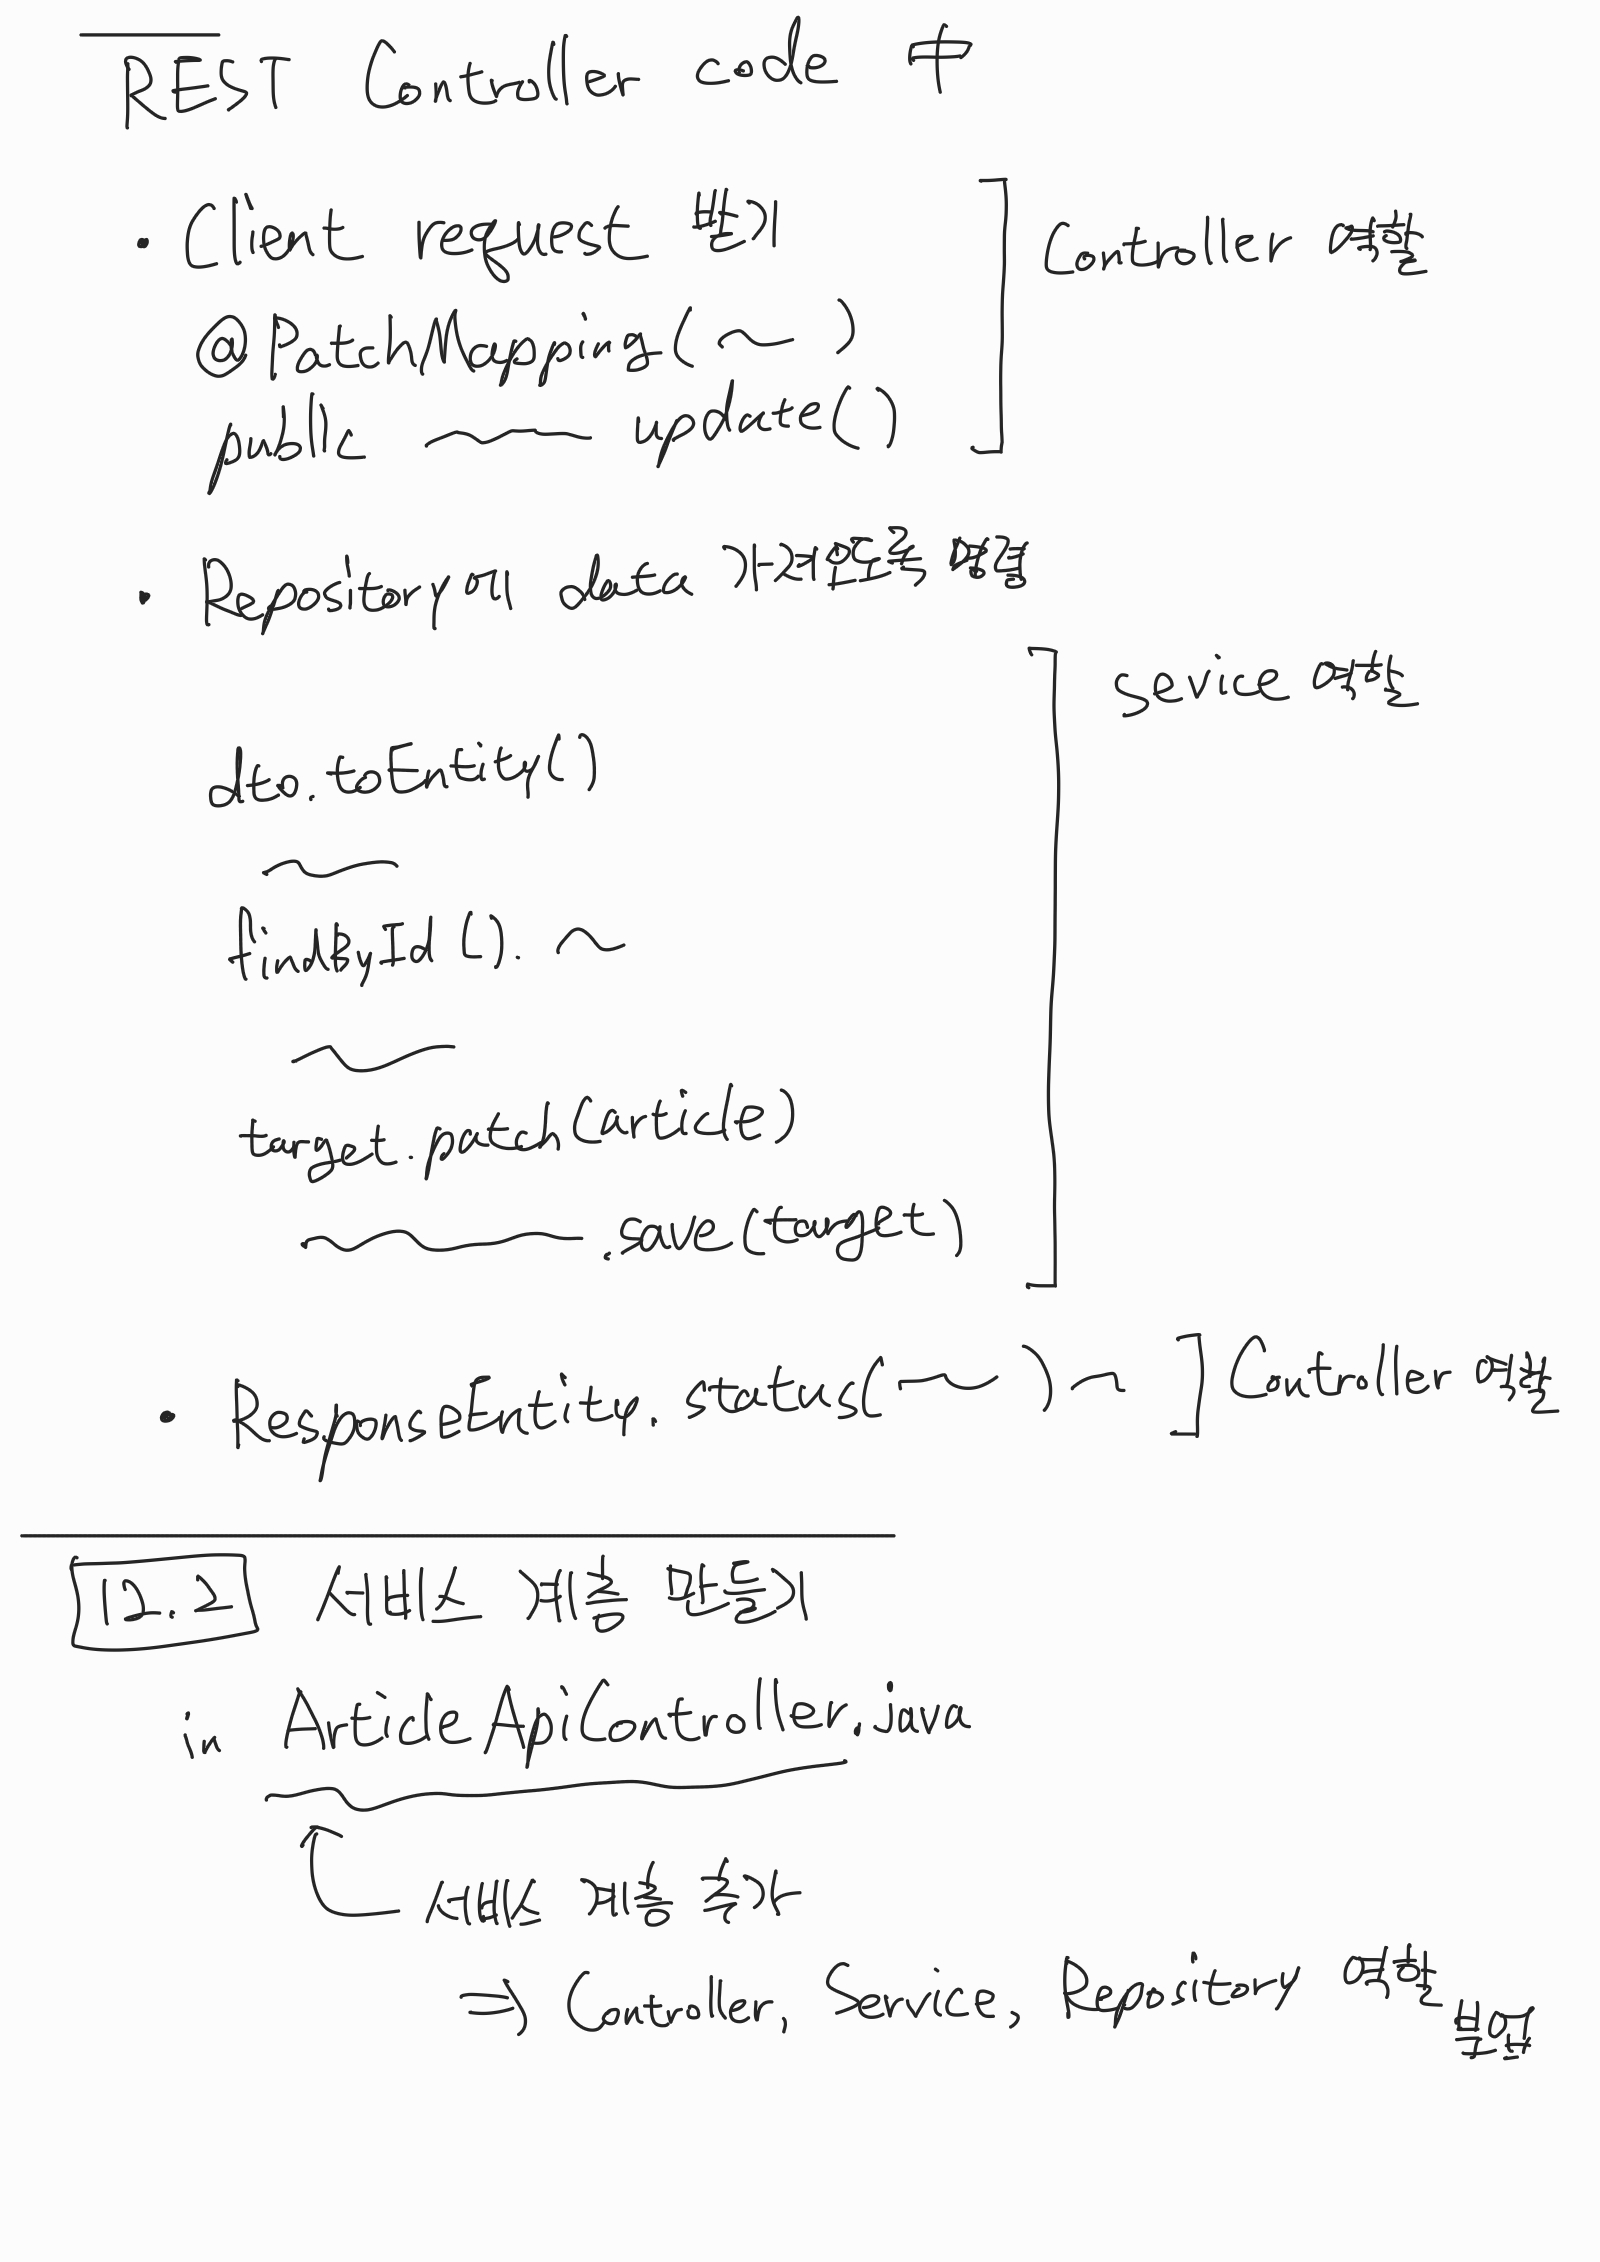 REST Controller code 中
• Client request 받기
@PatchMapping(~ )
public ~ update()
Controller 역할
• Repository에 data 가져오도록 명령
Sevice 역할
dto.toEntity()
~
findById(). ~
~
target.patch(article)
~ .save(target)
• ResponseEntity.status(~ )~
Controller 역할
12.2 서비스 계층 만들기
in ArticleApiController.java
서비스 계층 추가
⇒ Controller, Service, Repository 역할
분업